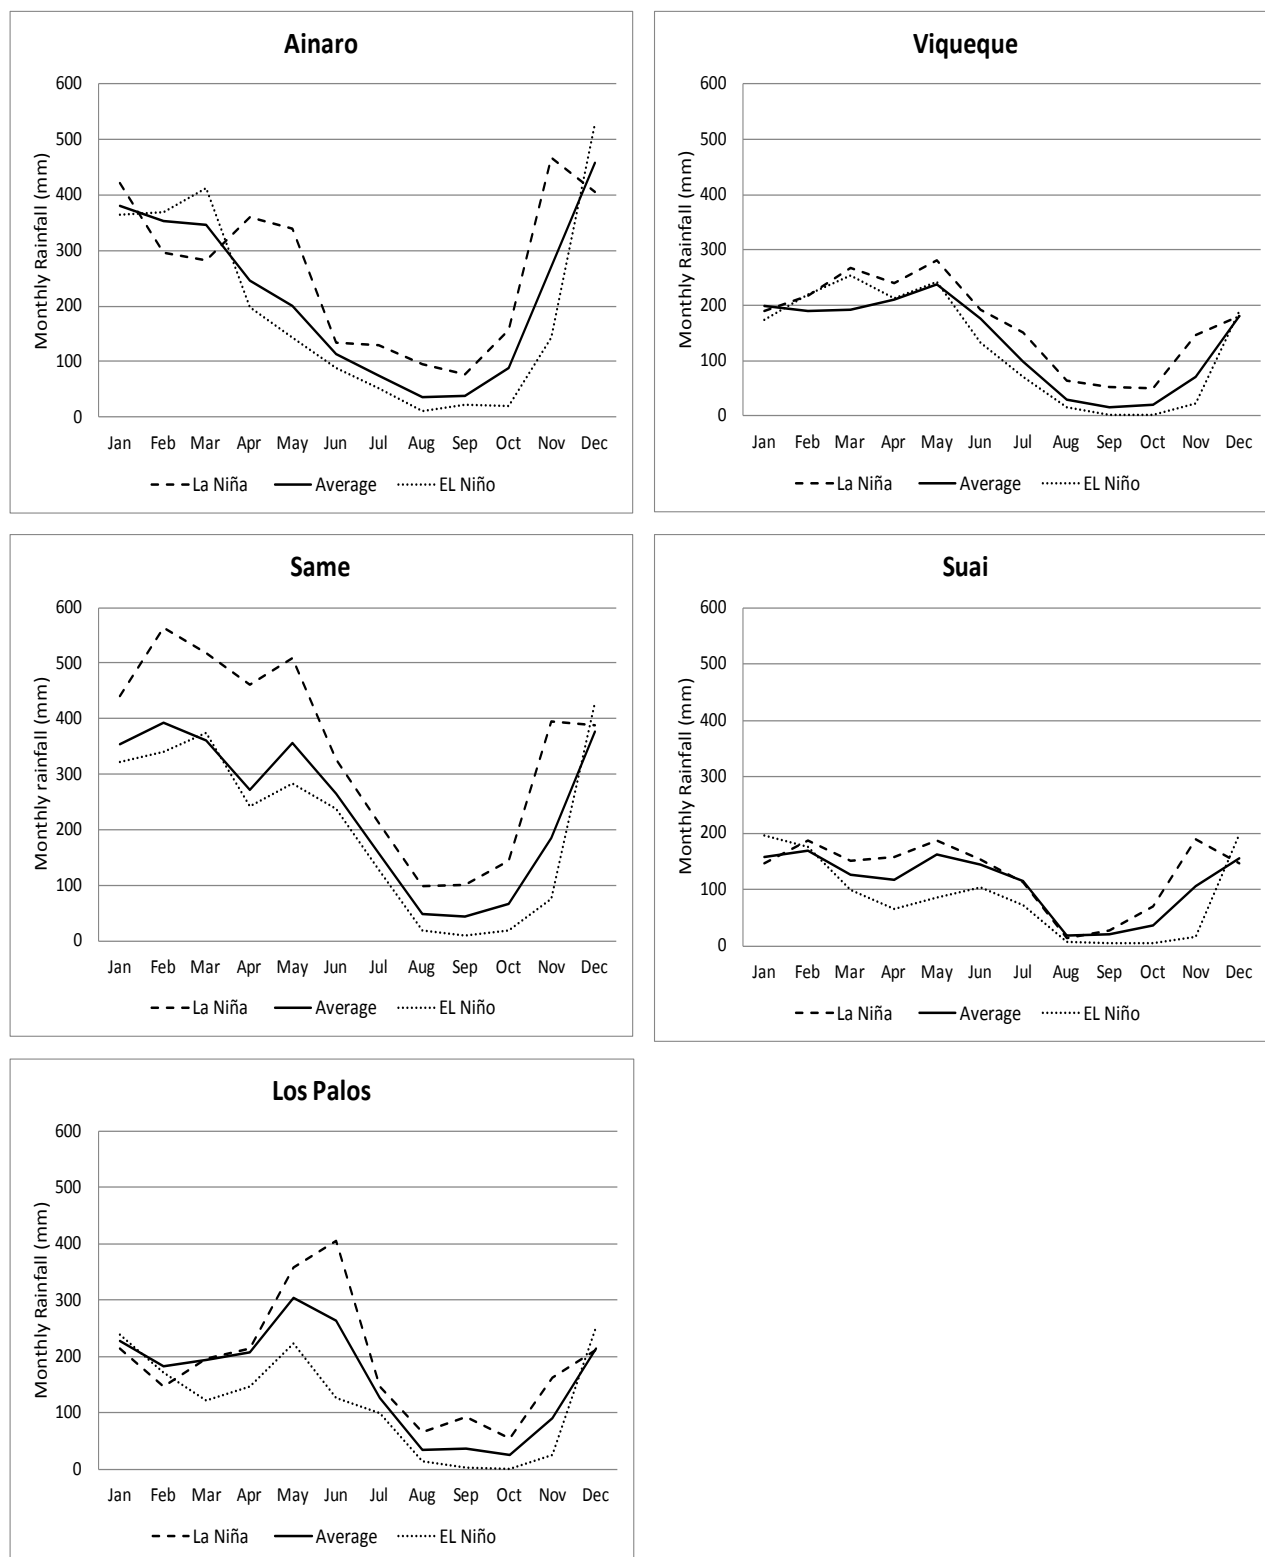 Ainaro
Monthly Rainfall (mm)
600
500
400
300
200
100
0
Jan Feb Mar Apr May Jun Jul Aug Sep Oct Nov Dec
La Niña Average EL Niño
Viqueque
Monthly Rainfall (mm)
600
500
400
300
200
100
0
Jan Feb Mar Apr May Jun Jul Aug Sep Oct Nov Dec
La Niña Average EL Niño
Same
Monthly rainfall (mm)
600
500
400
300
200
100
0
Jan Feb Mar Apr May Jun Jul Aug Sep Oct Nov Dec
La Niña Average EL Niño
Suai
Monthly Rainfall (mm)
600
500
400
300
200
100
0
Jan Feb Mar Apr May Jun Jul Aug Sep Oct Nov Dec
La Niña Average EL Niño
Los Palos
Monthly Rainfall (mm)
600
500
400
300
200
100
0
Jan Feb Mar Apr May Jun Jul Aug Sep Oct Nov Dec
La Niña Average EL Niño